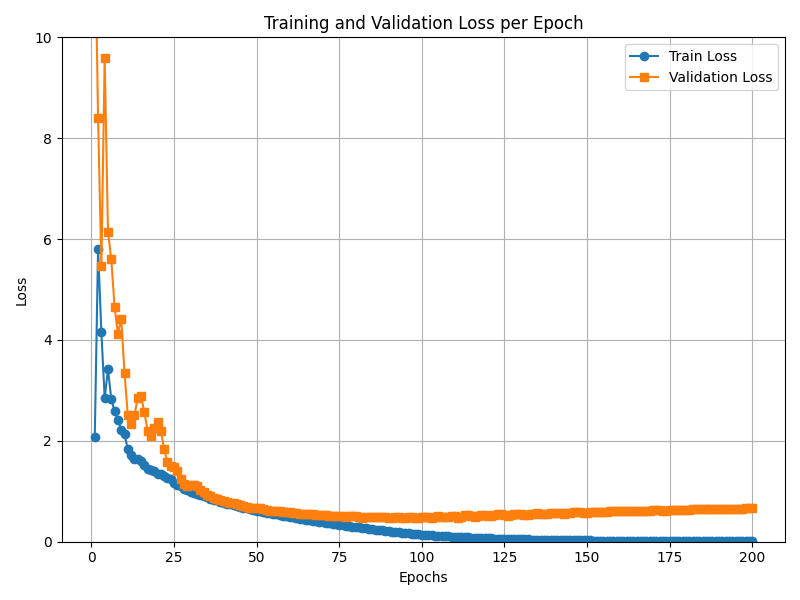 Training and Validation Loss per Epoch
Train Loss
Validation Loss
Loss
10
8
6
4
2
0
0 25 50 75 100 125 150 175 200
Epochs